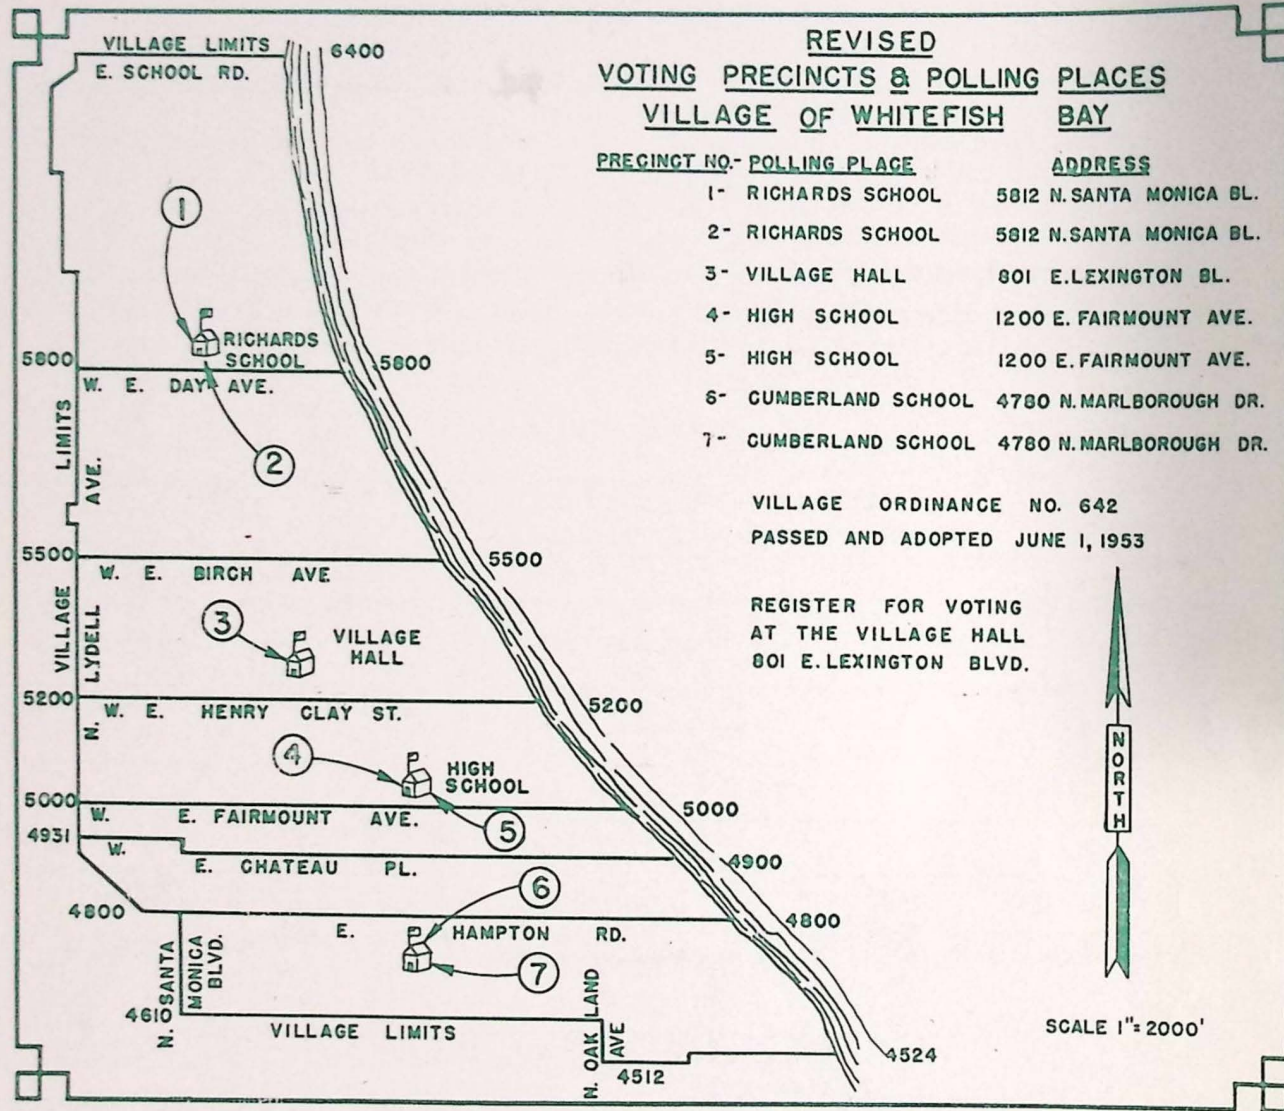 REVISED
VOTING PRECINCTS & POLLING PLACES
VILLAGE OF WHITEFISH BAY
PRECINCT NO.- POLLING PLACE ADDRESS
1- RICHARDS SCHOOL 5812 N. SANTA MONICA BL.
2- RICHARDS SCHOOL 5812 N. SANTA MONICA BL.
3- VILLAGE HALL 801 E. LEXINGTON BL.
4- HIGH SCHOOL 1200 E. FAIRMOUNT AVE.
5- HIGH SCHOOL 1200 E. FAIRMOUNT AVE.
6- CUMBERLAND SCHOOL 4780 N. MARLBOROUGH DR.
7- CUMBERLAND SCHOOL 4780 N. MARLBOROUGH DR.
VILLAGE ORDINANCE NO. 642
PASSED AND ADOPTED JUNE 1, 1953
REGISTER FOR VOTING
AT THE VILLAGE HALL
801 E. LEXINGTON BLVD.
NORTH
SCALE 1"=2000'
VILLAGE LIMITS
6400
E. SCHOOL RD.
1
RICHARDS
SCHOOL
5800
5800
W. E. DAY AVE.
2
VILLAGE LIMITS
N. LYDELL AVE.
5500
5500
W. E. BIRCH AVE
3
VILLAGE
HALL
5200
5200
W. E. HENRY CLAY ST.
4
HIGH
SCHOOL
5000
5000
W. E. FAIRMOUNT AVE.
5
4931
W.
E. CHATEAU PL.
4900
6
4800
4800
E. HAMPTON RD.
7
N. SANTA
MONICA
BLVD.
4610
VILLAGE LIMITS
N. OAKLAND
AVE
4512
4524